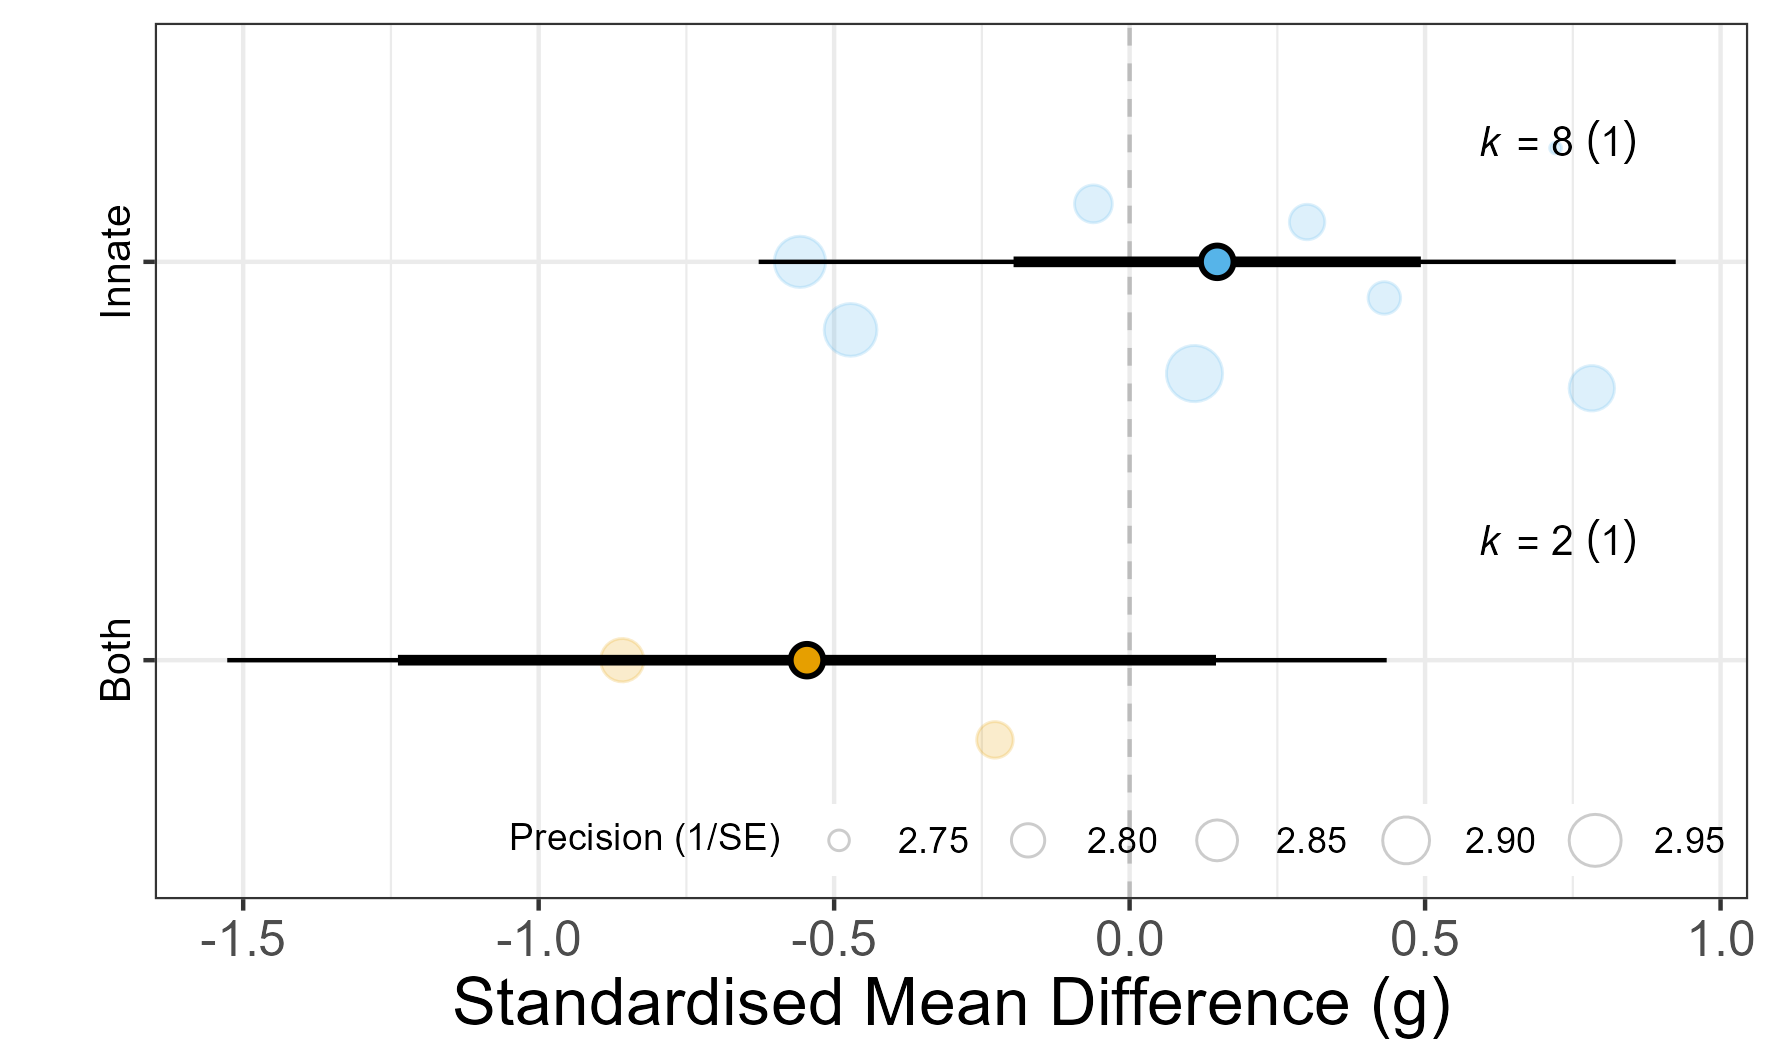 k = 8 (1)
Innate
k = 2 (1)
Both
Precision (1/SE) 2.75 2.80 2.85 2.90 2.95
-1.5 -1.0 -0.5 0.0 0.5 1.0
Standardised Mean Difference (g)